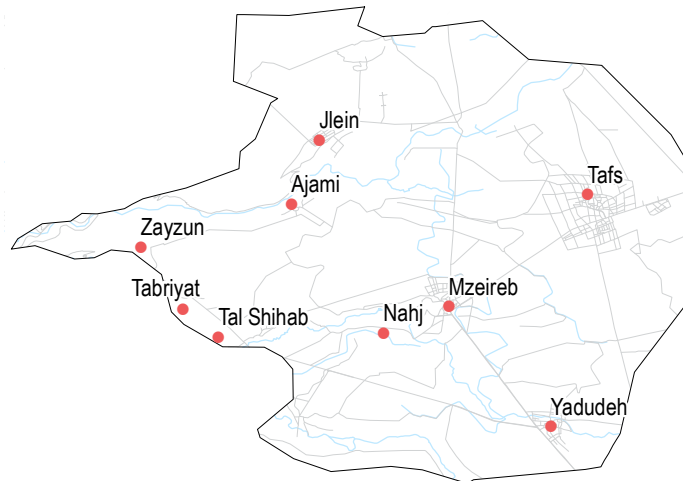 Jlein
Tafs
Ajami
Zayzun
Tabriyat
Mzeireb
Tal Shihab
Nahj
Yadudeh